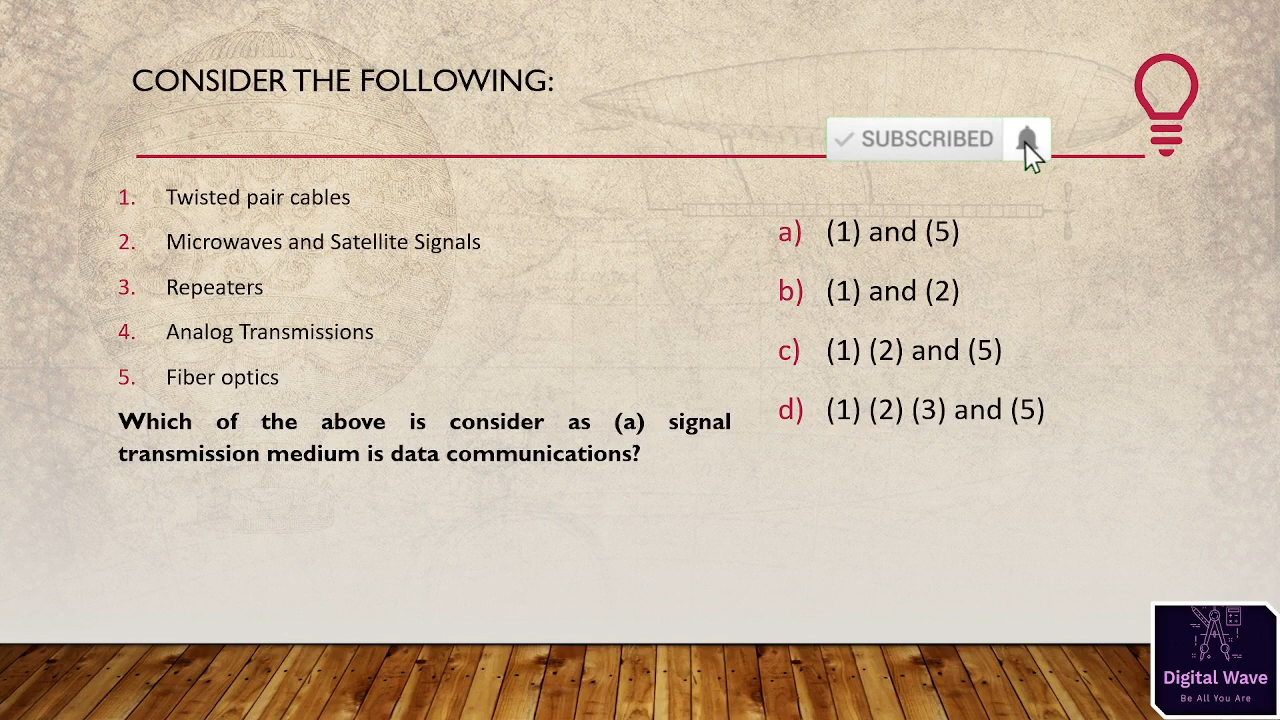 CONSIDER THE FOLLOWING:
SUBSCRIBED
1. Twisted pair cables
2. Microwaves and Satellite Signals
3. Repeaters
4. Analog Transmissions
5. Fiber optics
Which of the above is consider as (a) signal
transmission medium is data communications?
a) (1) and (5)
b) (1) and (2)
c) (1) (2) and (5)
d) (1) (2) (3) and (5)
Digital Wave
Be All You Are